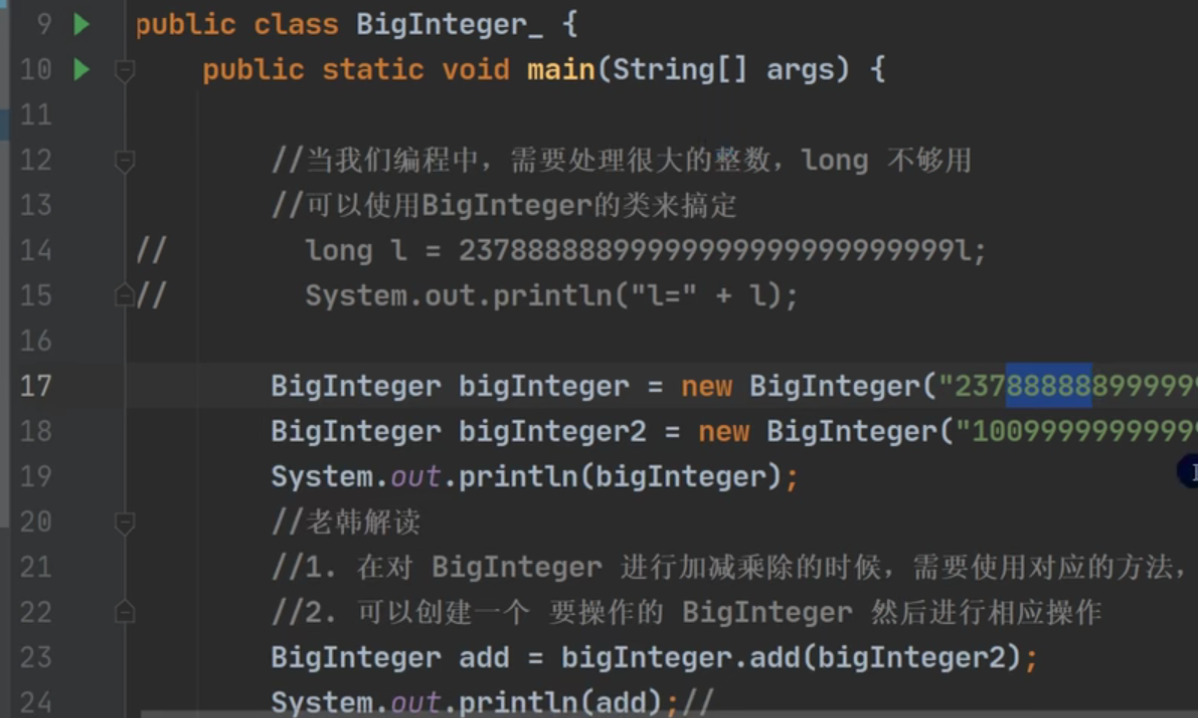 9 public class BigInteger_ {
10 public static void main(String[] args) {
11
12 //当我们编程中，需要处理很大的整数，long 不够用
13 //可以使用BigInteger的类来搞定
14 // long l = 23788888899999999999999999999l;
15 // System.out.println("l=" + l);
16
17 BigInteger bigInteger = new BigInteger("23788888899999
18 BigInteger bigInteger2 = new BigInteger("10099999999999
19 System.out.println(bigInteger);
20 //老韩解读
21 //1. 在对 BigInteger 进行加减乘除的时候，需要使用对应的方法，
22 //2. 可以创建一个 要操作的 BigInteger 然后进行相应操作
23 BigInteger add = bigInteger.add(bigInteger2);
24 System.out.println(add);//